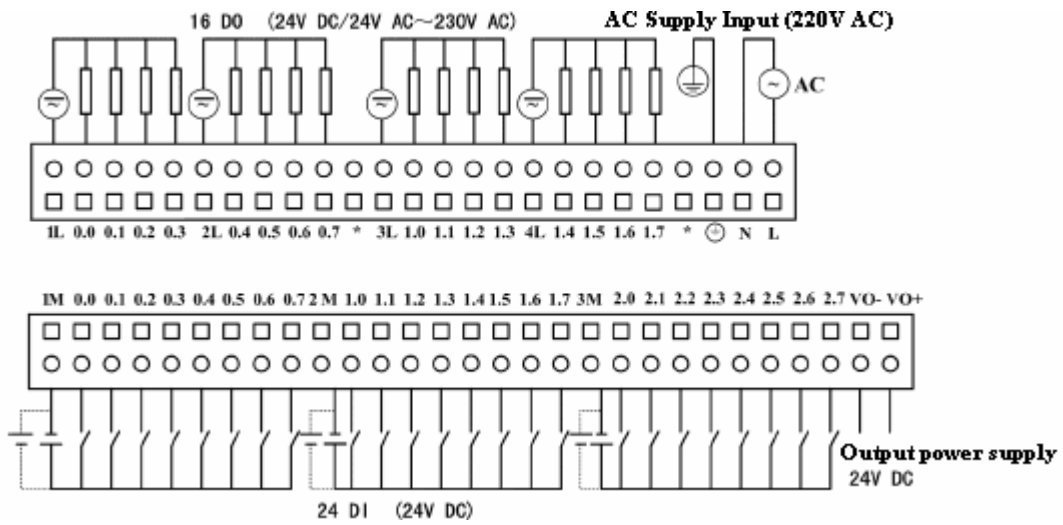 16 DO (24V DC/24V AC～230V AC) AC Supply Input (220V AC)
AC
1L 0.0 0.1 0.2 0.3 2L 0.4 0.5 0.6 0.7 * 3L 1.0 1.1 1.2 1.3 4L 1.4 1.5 1.6 1.7 * N L
1M 0.0 0.1 0.2 0.3 0.4 0.5 0.6 0.7 2 M 1.0 1.1 1.2 1.3 1.4 1.5 1.6 1.7 3M 2.0 2.1 2.2 2.3 2.4 2.5 2.6 2.7 VO- VO+
Output power supply
24V DC
24 DI (24V DC)